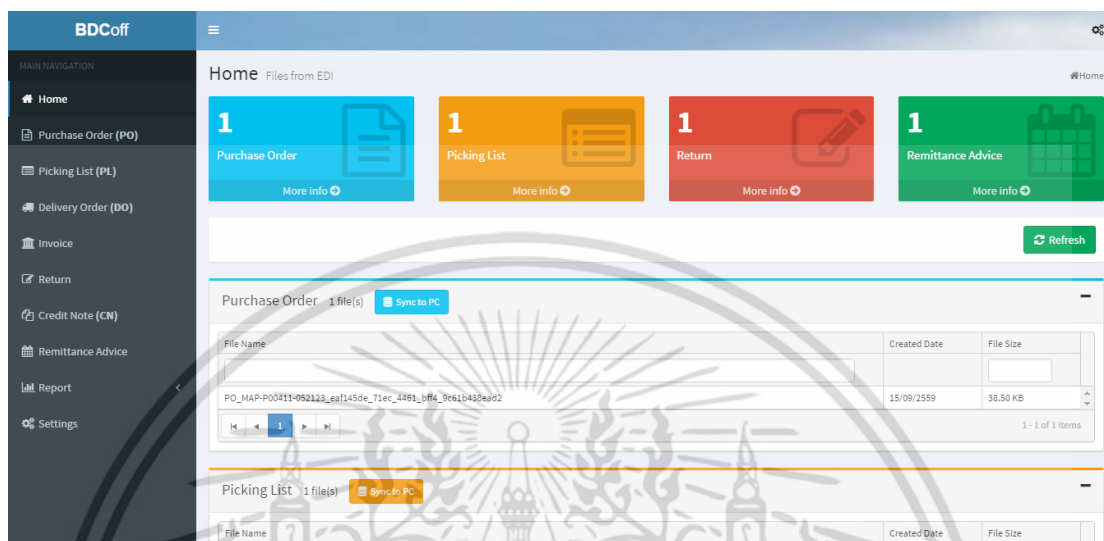 BDCoff
MAIN NAVIGATION
Home
Purchase Order (PO)
Picking List (PL)
Delivery Order (DO)
Invoice
Return
Credit Note (CN)
Remittance Advice
Report
Settings
Home Files from EDI
Home
1
Purchase Order
More info
1
Picking List
More info
1
Return
More info
1
Remittance Advice
More info
Refresh
Purchase Order 1 file(s) Sync to PC
File Name Created Date File Size
PO_MAP-P00411-052123_eaf145de_71ec_4461_bff4_9c61b438ead2 15/09/2559 38.50 KB
1 1 - 1 of 1 items
Picking List 1 file(s) Sync to PC
File Name Created Date File Size